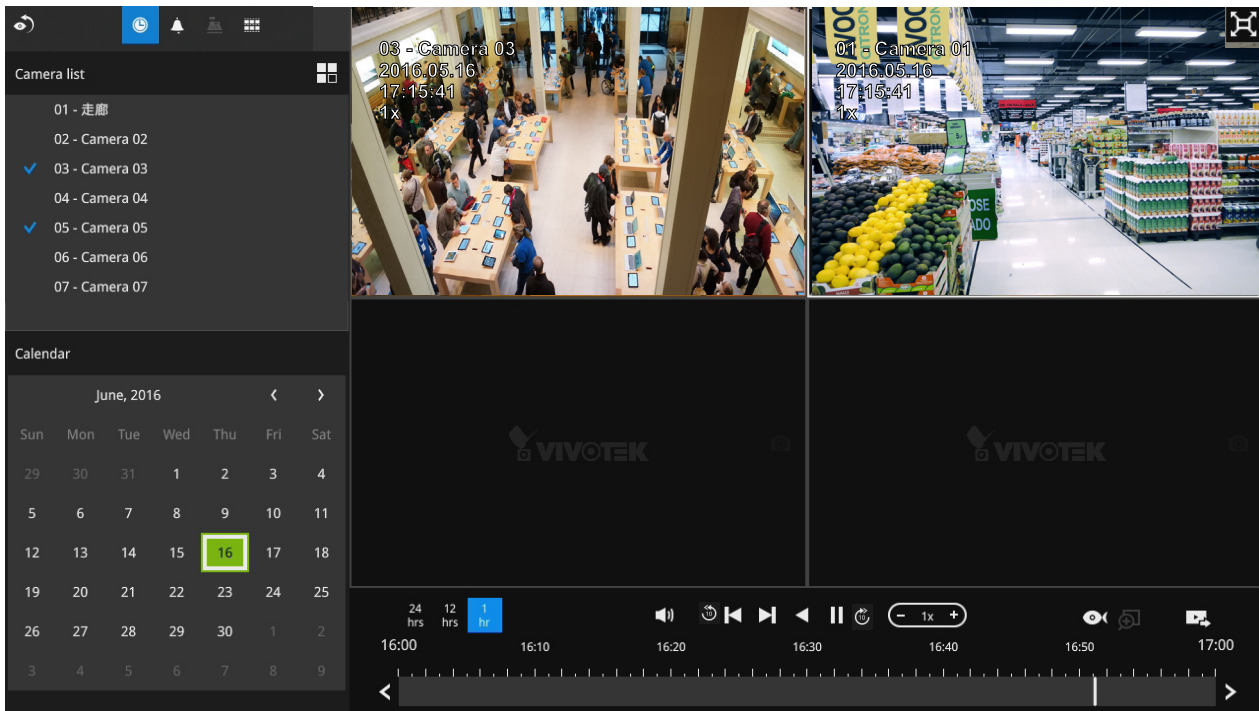 Camera list
01 - 走廊
02 - Camera 02
03 - Camera 03
04 - Camera 04
05 - Camera 05
06 - Camera 06
07 - Camera 07
Calendar
June, 2016
Sun Mon Tue Wed Thu Fri Sat
29 30 31 1 2 3 4
5 6 7 8 9 10 11
12 13 14 15 16 17 18
19 20 21 22 23 24 25
26 27 28 29 30 1 2
3 4 5 6 7 8 9
03 - Camera 03
2016.05.16
17:15:41
1x
01 - Camera 01
2016.05.16
17:15:41
1x
VIVOTEK
VIVOTEK
24 hrs
12 hrs
1 hr
10
10
− 1x +
16:00 16:10 16:20 16:30 16:40 16:50 17:00